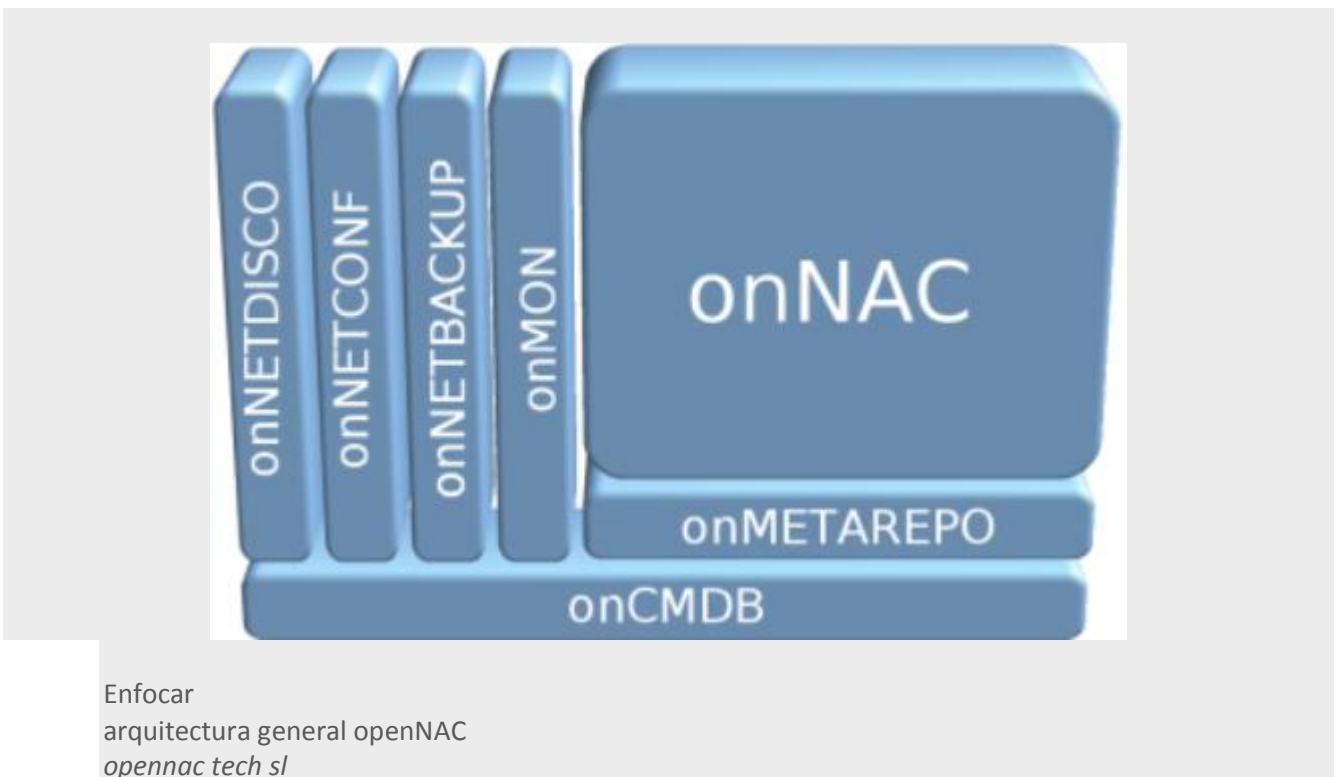 onNETDISCO
onNETCONF
onNETBACKUP
onMON
onNAC
onMETAREPO
onCMDB
Enfocar
arquitectura general openNAC
opennac tech sl